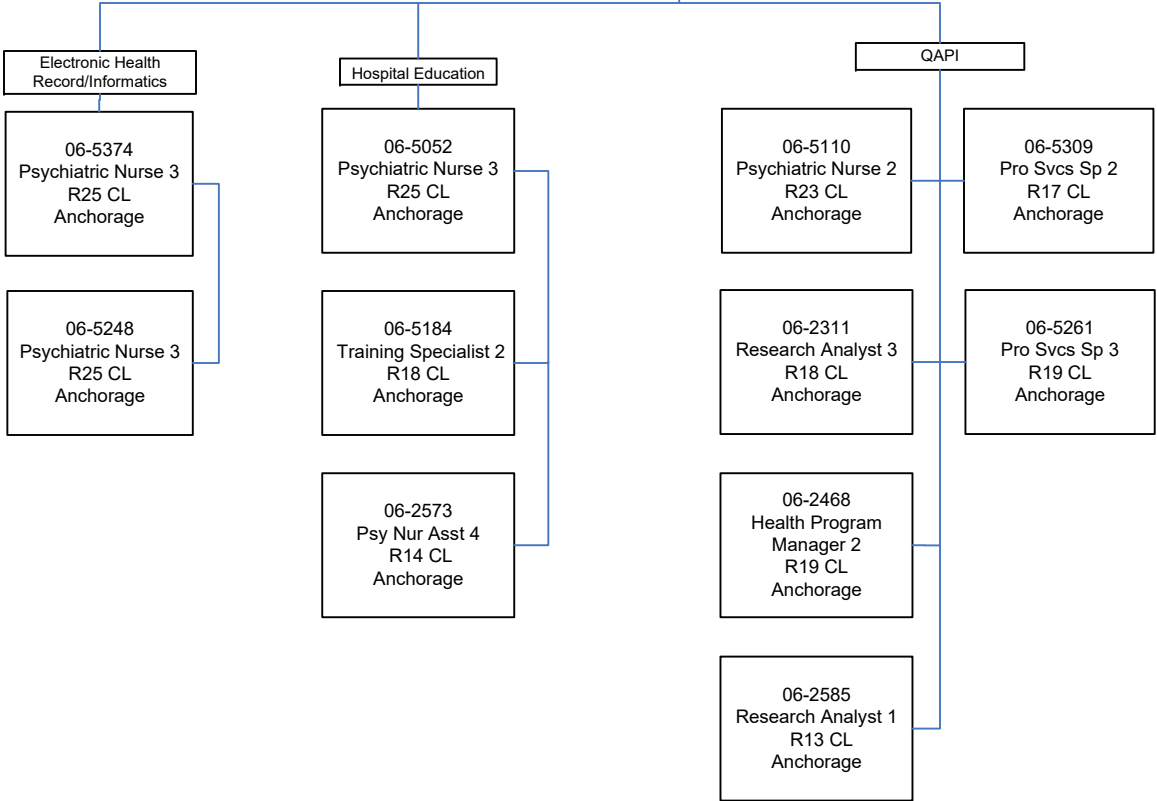 Electronic Health
Record/Informatics
06-5374
Psychiatric Nurse 3
R25 CL
Anchorage
06-5248
Psychiatric Nurse 3
R25 CL
Anchorage
Hospital Education
06-5052
Psychiatric Nurse 3
R25 CL
Anchorage
06-5184
Training Specialist 2
R18 CL
Anchorage
06-2573
Psy Nur Asst 4
R14 CL
Anchorage
QAPI
06-5110
Psychiatric Nurse 2
R23 CL
Anchorage
06-5309
Pro Svcs Sp 2
R17 CL
Anchorage
06-2311
Research Analyst 3
R18 CL
Anchorage
06-5261
Pro Svcs Sp 3
R19 CL
Anchorage
06-2468
Health Program
Manager 2
R19 CL
Anchorage
06-2585
Research Analyst 1
R13 CL
Anchorage